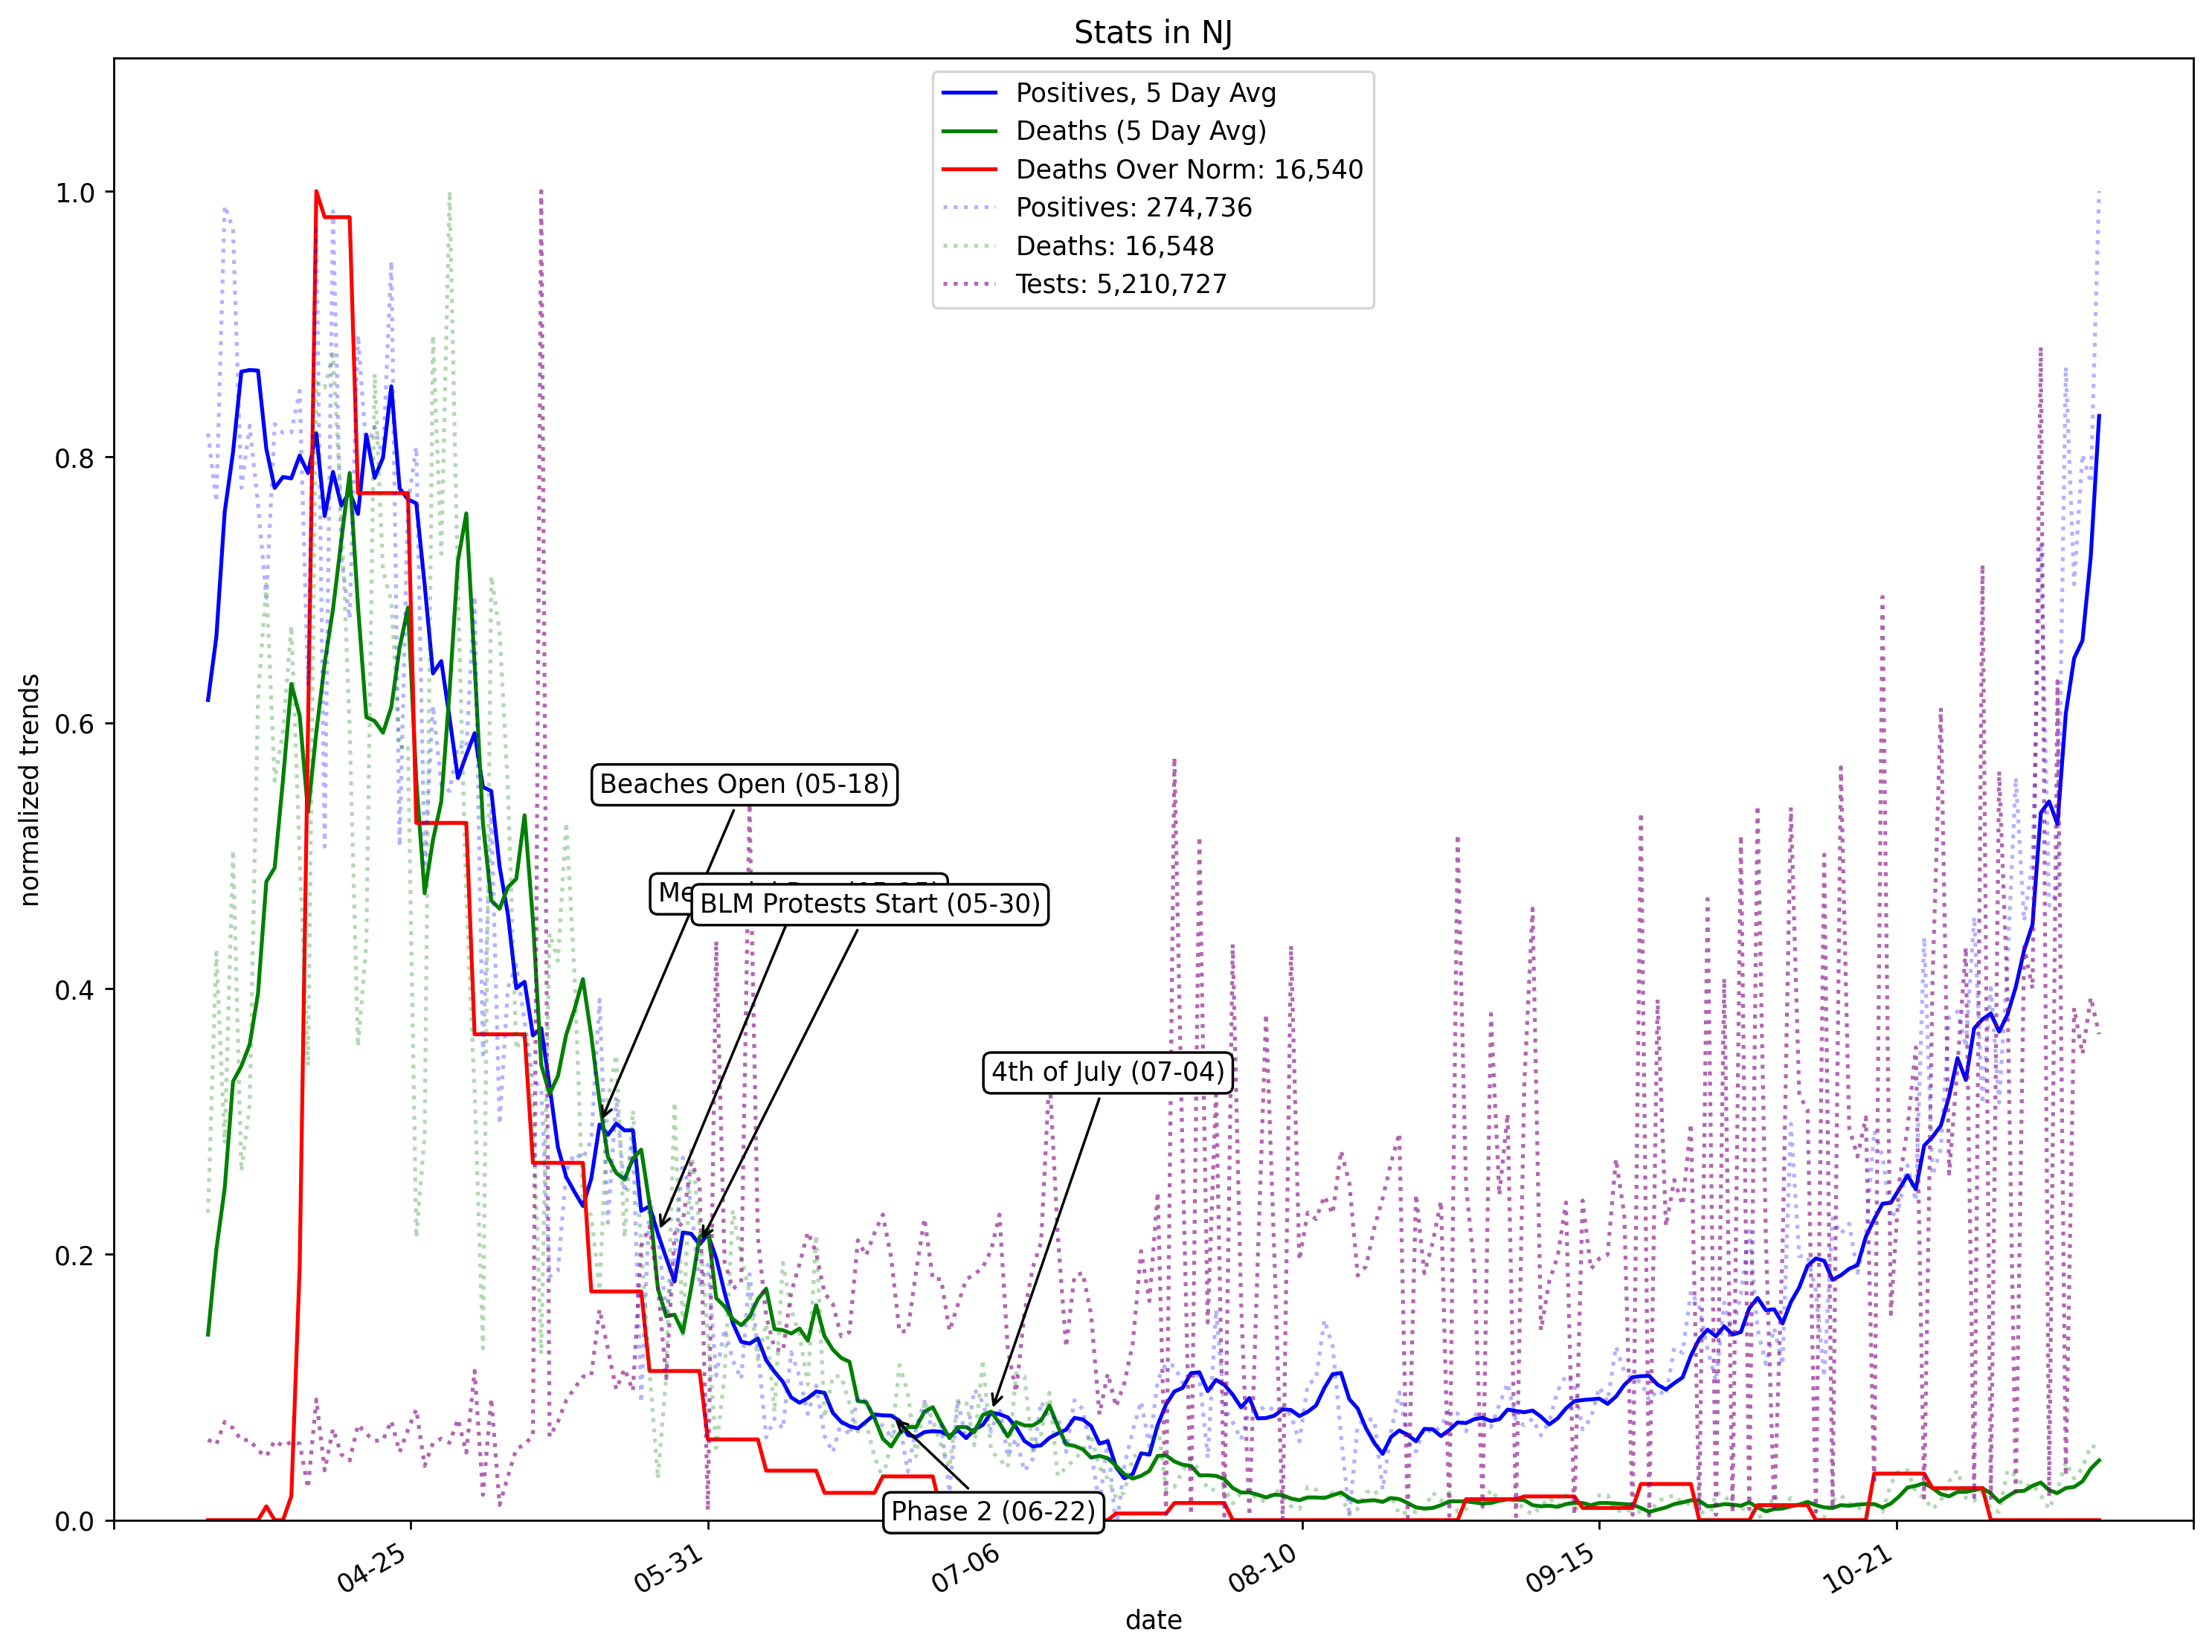 Stats in NJ
Positives, 5 Day Avg
Deaths (5 Day Avg)
Deaths Over Norm: 16,540
Positives: 274,736
Deaths: 16,548
Tests: 5,210,727
1.0
0.8
0.6
0.4
0.2
0.0
normalized trends
Beaches Open (05-18)
BLM Protests Start (05-30)
4th of July (07-04)
Phase 2 (06-22)
04-25
05-31
07-06
08-10
09-15
10-21
date